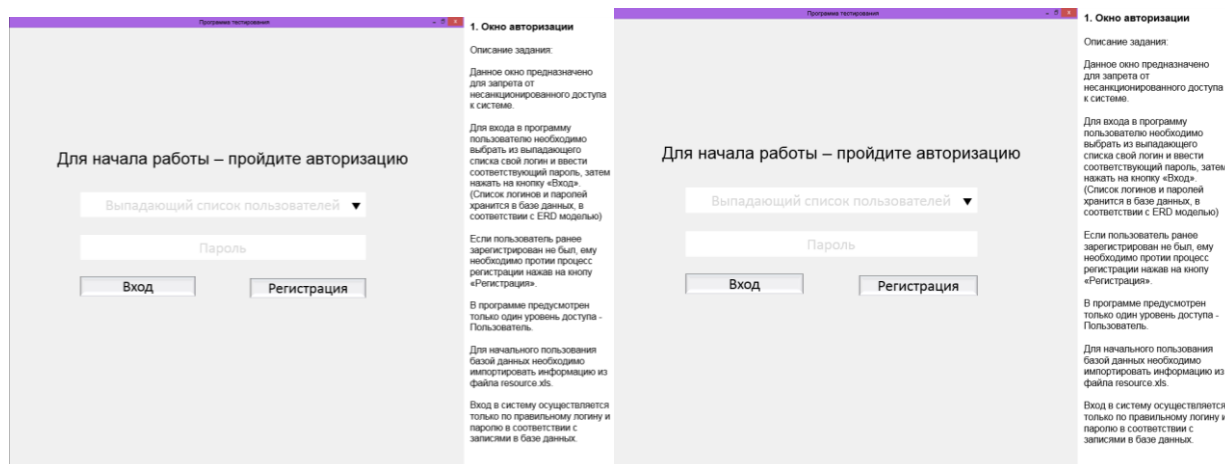 Программа тестирования
Для начала работы – пройдите авторизацию
Выпадающий список пользователей
Пароль
Вход
Регистрация
1. Окно авторизации
Описание задания:
Данное окно предназначено
для запрета от
несанкционированного доступа
к системе.
Для входа в программу
пользователю необходимо
выбрать из выпадающего
списка свой логин и ввести
соответствующий пароль, затем
нажать на кнопку «Вход».
(Список логинов и паролей
хранится в базе данных, в
соответствии с ERD моделью)
Если пользователь ранее
зарегистрирован не был, ему
необходимо протии процесс
регистрации нажав на кнопу
«Регистрация».
В программе предусмотрен
только один уровень доступа -
Пользователь.
Для начального пользования
базой данных необходимо
импортировать информацию из
файла resource.xls.
Вход в систему осуществляется
только по правильному логину и
паролю в соответствии с
записями в базе данных.
Программа тестирования
Для начала работы – пройдите авторизацию
Выпадающий список пользователей
Пароль
Вход
Регистрация
1. Окно авторизации
Описание задания:
Данное окно предназначено
для запрета от
несанкционированного доступа
к системе.
Для входа в программу
пользователю необходимо
выбрать из выпадающего
списка свой логин и ввести
соответствующий пароль, затем
нажать на кнопку «Вход».
(Список логинов и паролей
хранится в базе данных, в
соответствии с ERD моделью)
Если пользователь ранее
зарегистрирован не был, ему
необходимо протии процесс
регистрации нажав на кнопу
«Регистрация».
В программе предусмотрен
только один уровень доступа -
Пользователь.
Для начального пользования
базой данных необходимо
импортировать информацию из
файла resource.xls.
Вход в систему осуществляется
только по правильному логину и
паролю в соответствии с
записями в базе данных.